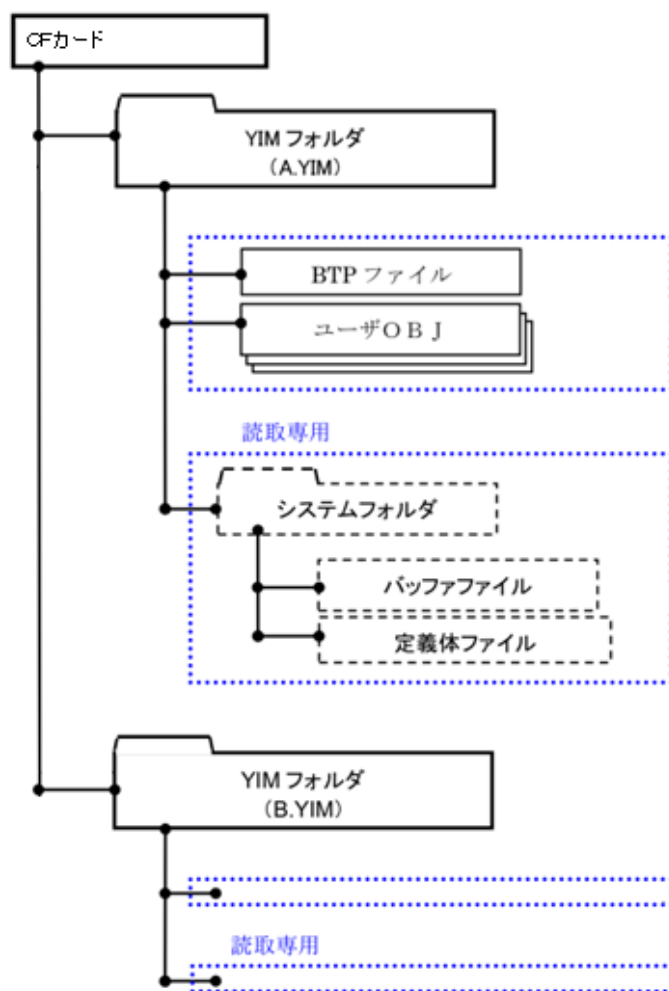 CFカード
YIM フォルダ
（A.YIM）
BTP ファイル
ユーザＯＢＪ
読取専用
システムフォルダ
バッファファイル
定義体ファイル
YIM フォルダ
（B.YIM）
読取専用